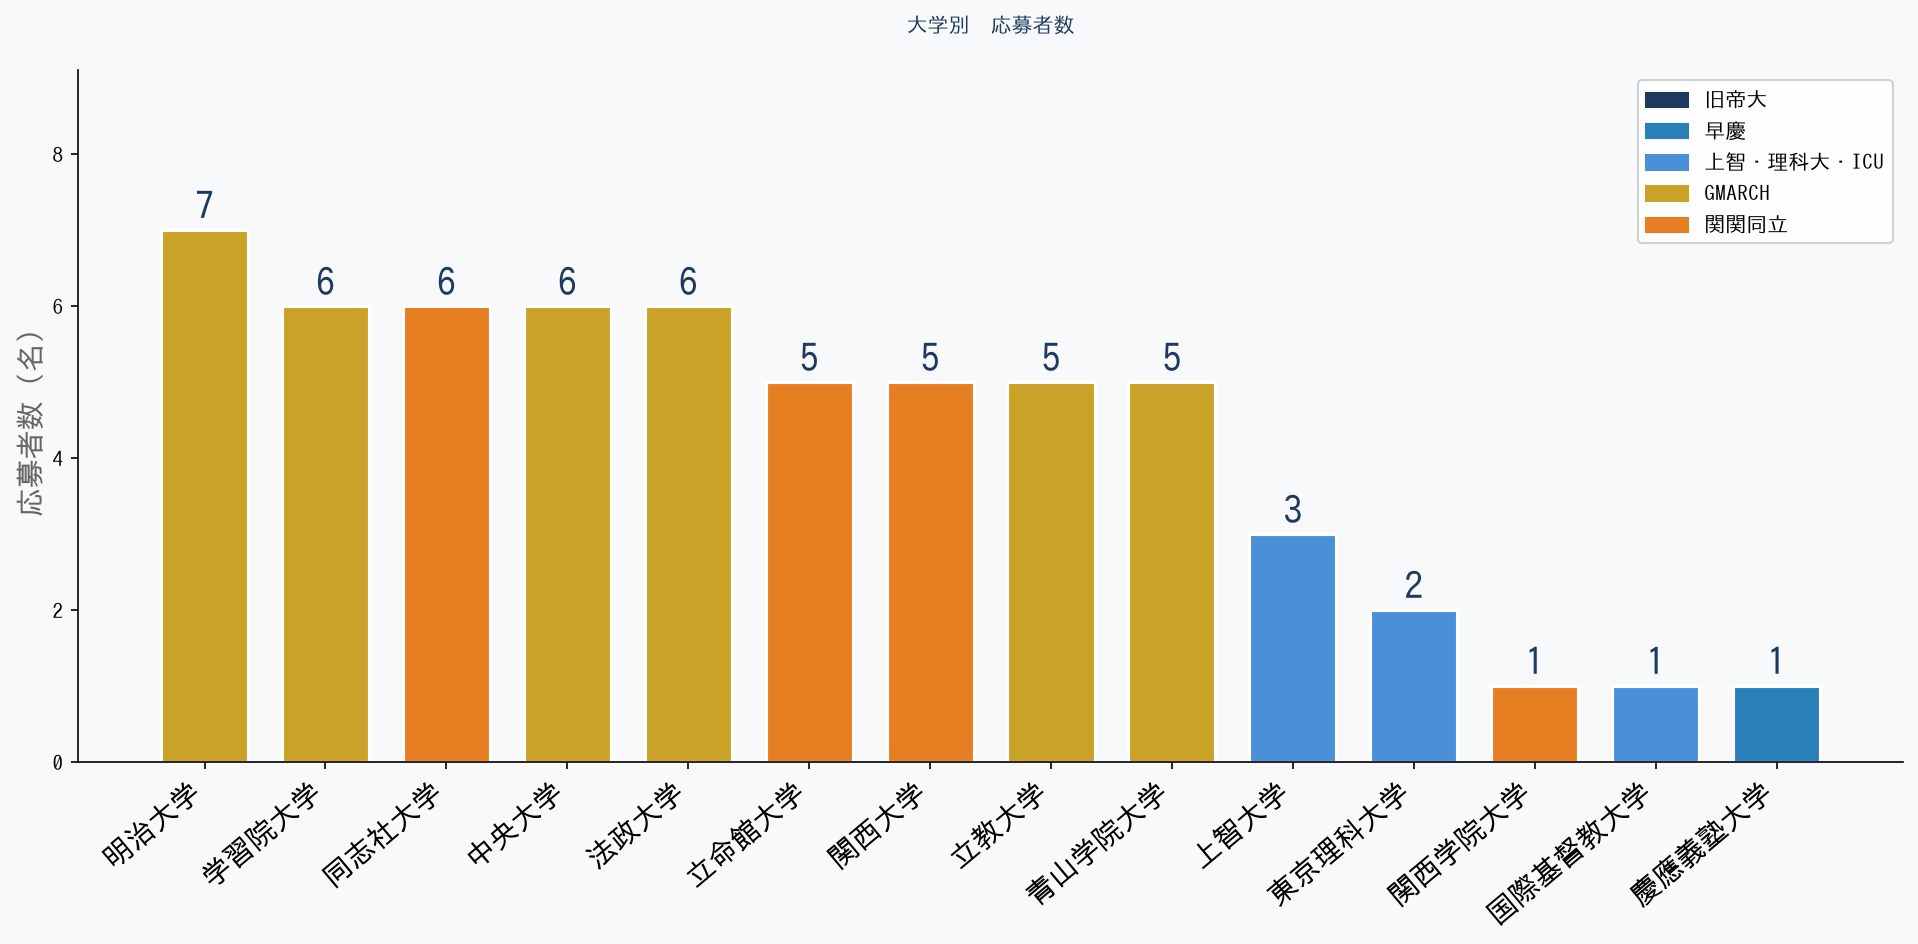 大学別　応募者数
旧帝大
早慶
上智・理科大・ICU
GMARCH
関関同立
応募者数（名）
8
6
4
2
0
7
6
6
6
6
5
5
5
5
3
2
1
1
1
明治大学
学習院大学
同志社大学
中央大学
法政大学
立命館大学
関西大学
立教大学
青山学院大学
上智大学
東京理科大学
関西学院大学
国際基督教大学
慶應義塾大学